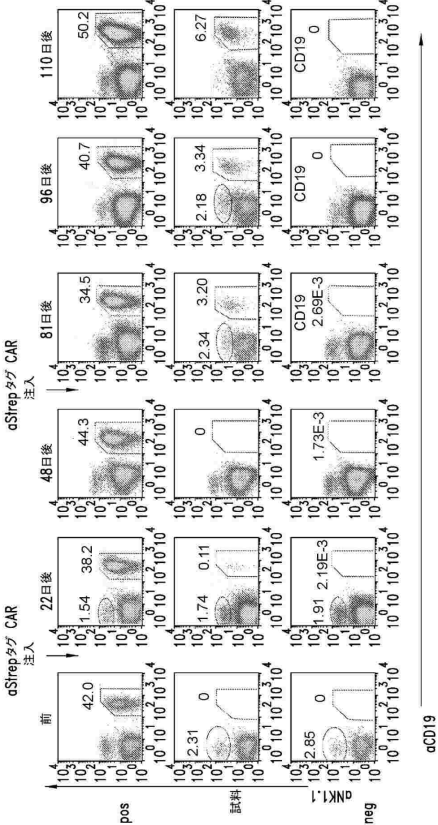 αStrepタグ CAR 注入
αStrepタグ CAR 注入
前
22日後
48日後
81日後
96日後
110日後
pos
42.0
1.54
38.2
44.3
34.5
40.7
50.2
試料
2.31
0
1.74
0.11
0
2.34
3.20
2.18
3.34
6.27
αNK1.1
neg
2.85
0
1.91
2.19E-3
1.73E-3
CD19
2.69E-3
CD19
0
CD19
0
αCD19